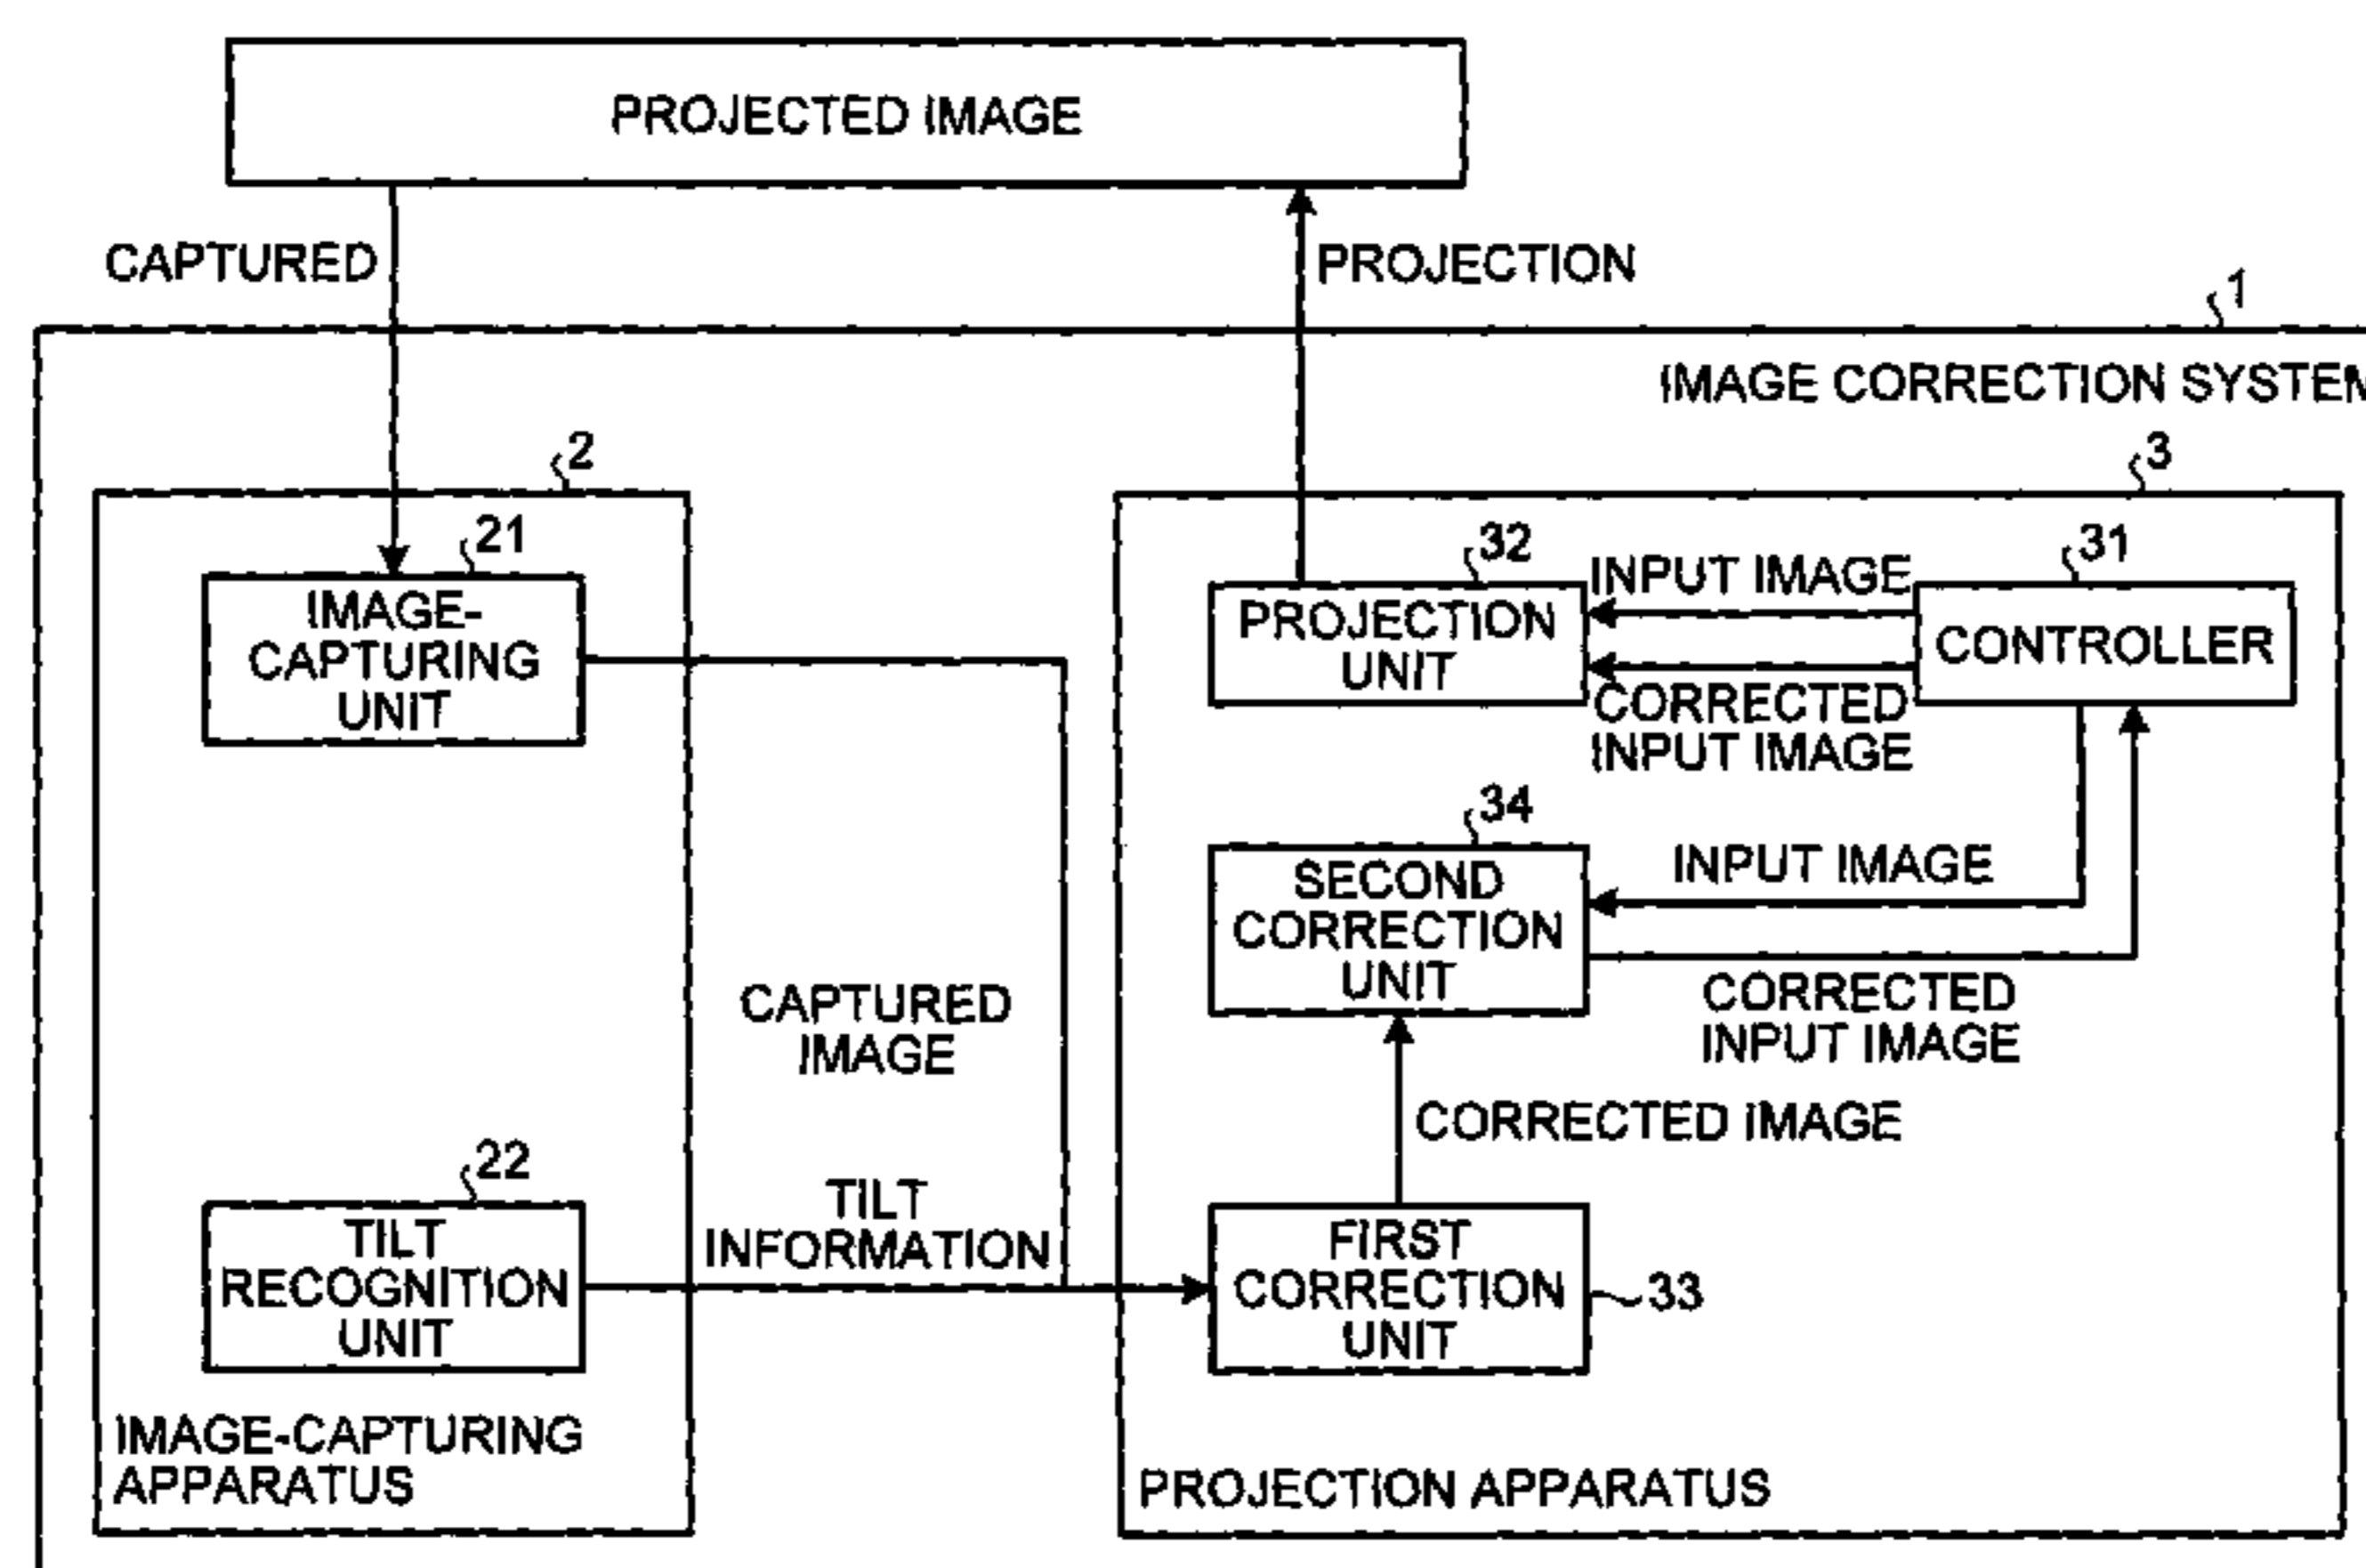 PROJECTED IMAGE
CAPTURED
PROJECTION
1
IMAGE CORRECTION SYSTEM
2
3
21
IMAGE-
CAPTURING
UNIT
32
PROJECTION
UNIT
INPUT IMAGE
CORRECTED
INPUT IMAGE
31
CONTROLLER
34
SECOND
CORRECTION
UNIT
INPUT IMAGE
CORRECTED
INPUT IMAGE
CAPTURED
IMAGE
CORRECTED IMAGE
22
TILT
RECOGNITION
UNIT
TILT
INFORMATION
FIRST
CORRECTION
UNIT
33
IMAGE-CAPTURING
APPARATUS
PROJECTION APPARATUS